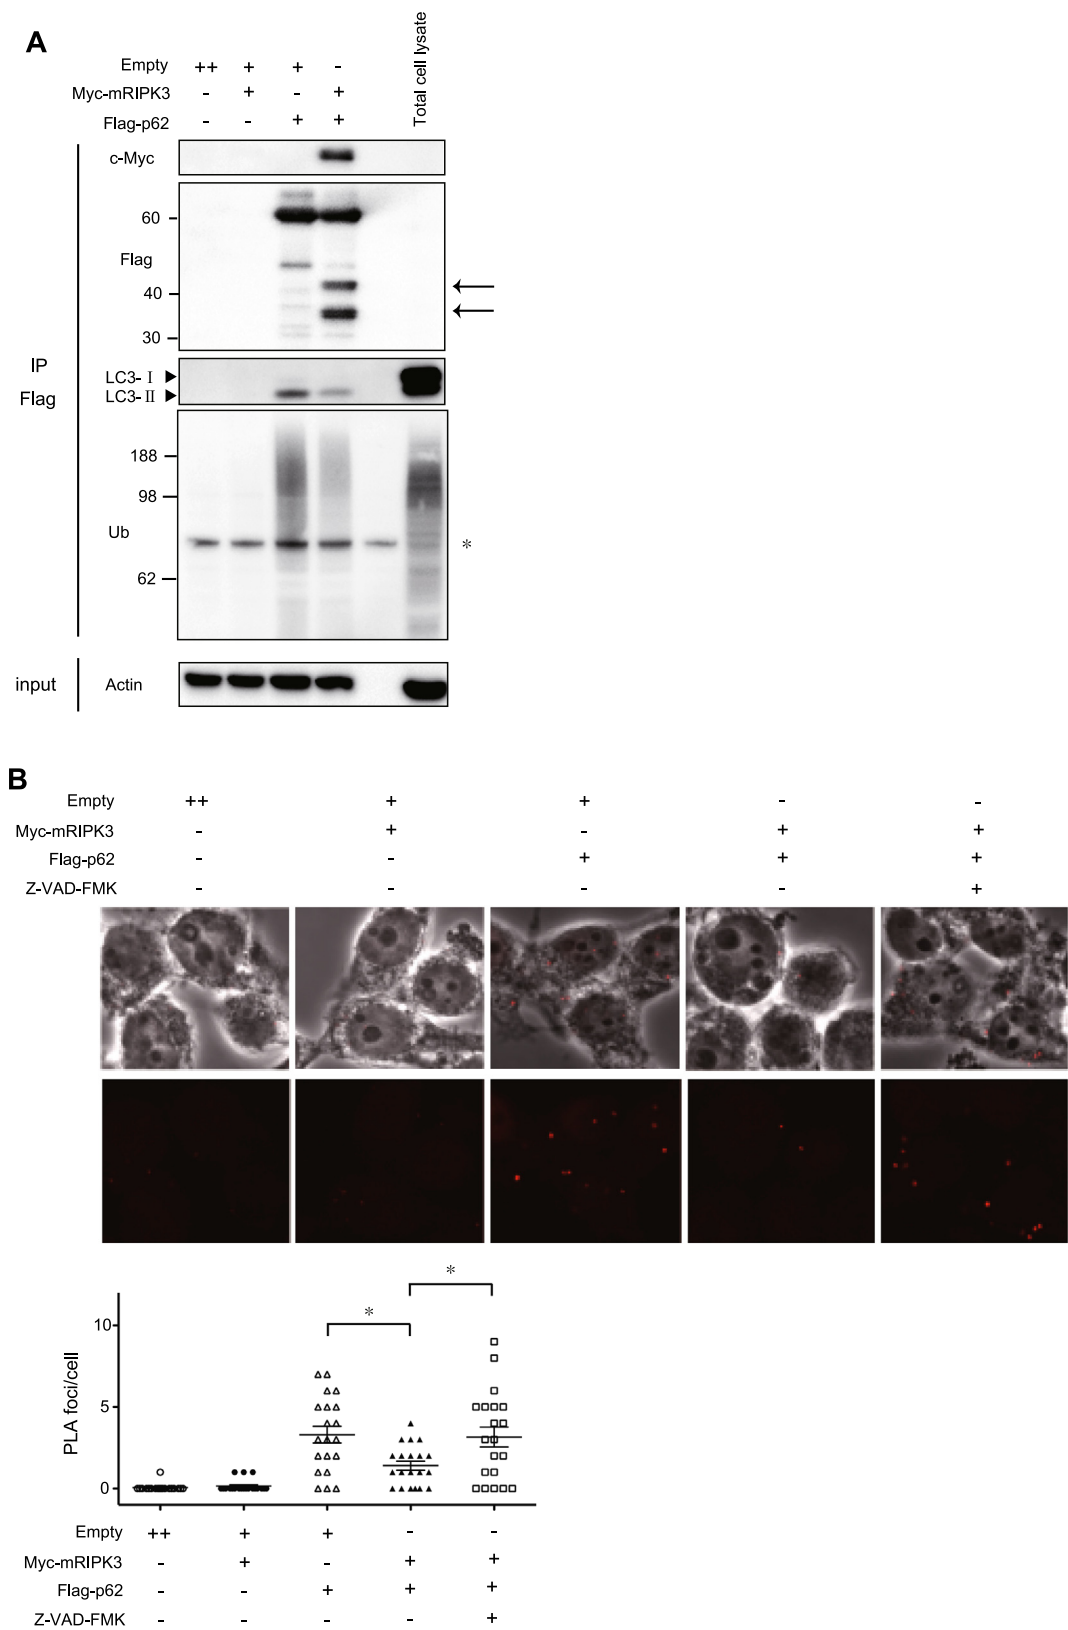 A
Total cell lysate
Empty ++ + + -
Myc-mRIPK3 - + - +
Flag-p62 - - + +
c-Myc
60
Flag
40
30
IP
Flag
LC3-I
LC3-II
188
98
Ub
*
62
input Actin
B
Empty ++ + + - -
Myc-mRIPK3 - + - + +
Flag-p62 - - + + +
Z-VAD-FMK - - - - +
*
*
10
5
0
PLA foci/cell
Empty ++ + + - -
Myc-mRIPK3 - + - + +
Flag-p62 - - + + +
Z-VAD-FMK - - - - +